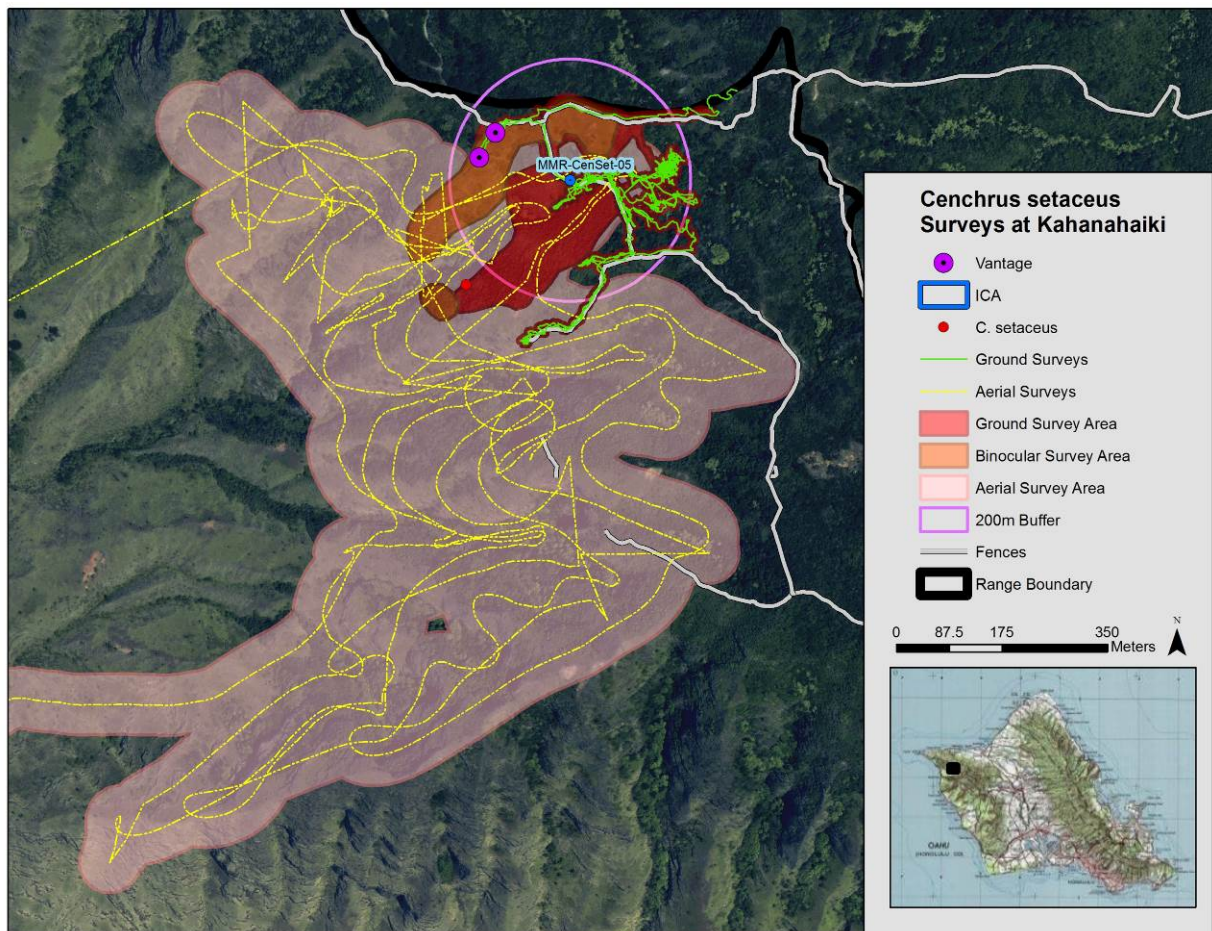 MMR-CenSet-05
Cenchrus setaceus
Surveys at Kahanahaiki
Vantage
ICA
C. setaceus
Ground Surveys
Aerial Surveys
Ground Survey Area
Binocular Survey Area
Aerial Survey Area
200m Buffer
Fences
Range Boundary
0 87.5 175 350
Meters
N
OAHU